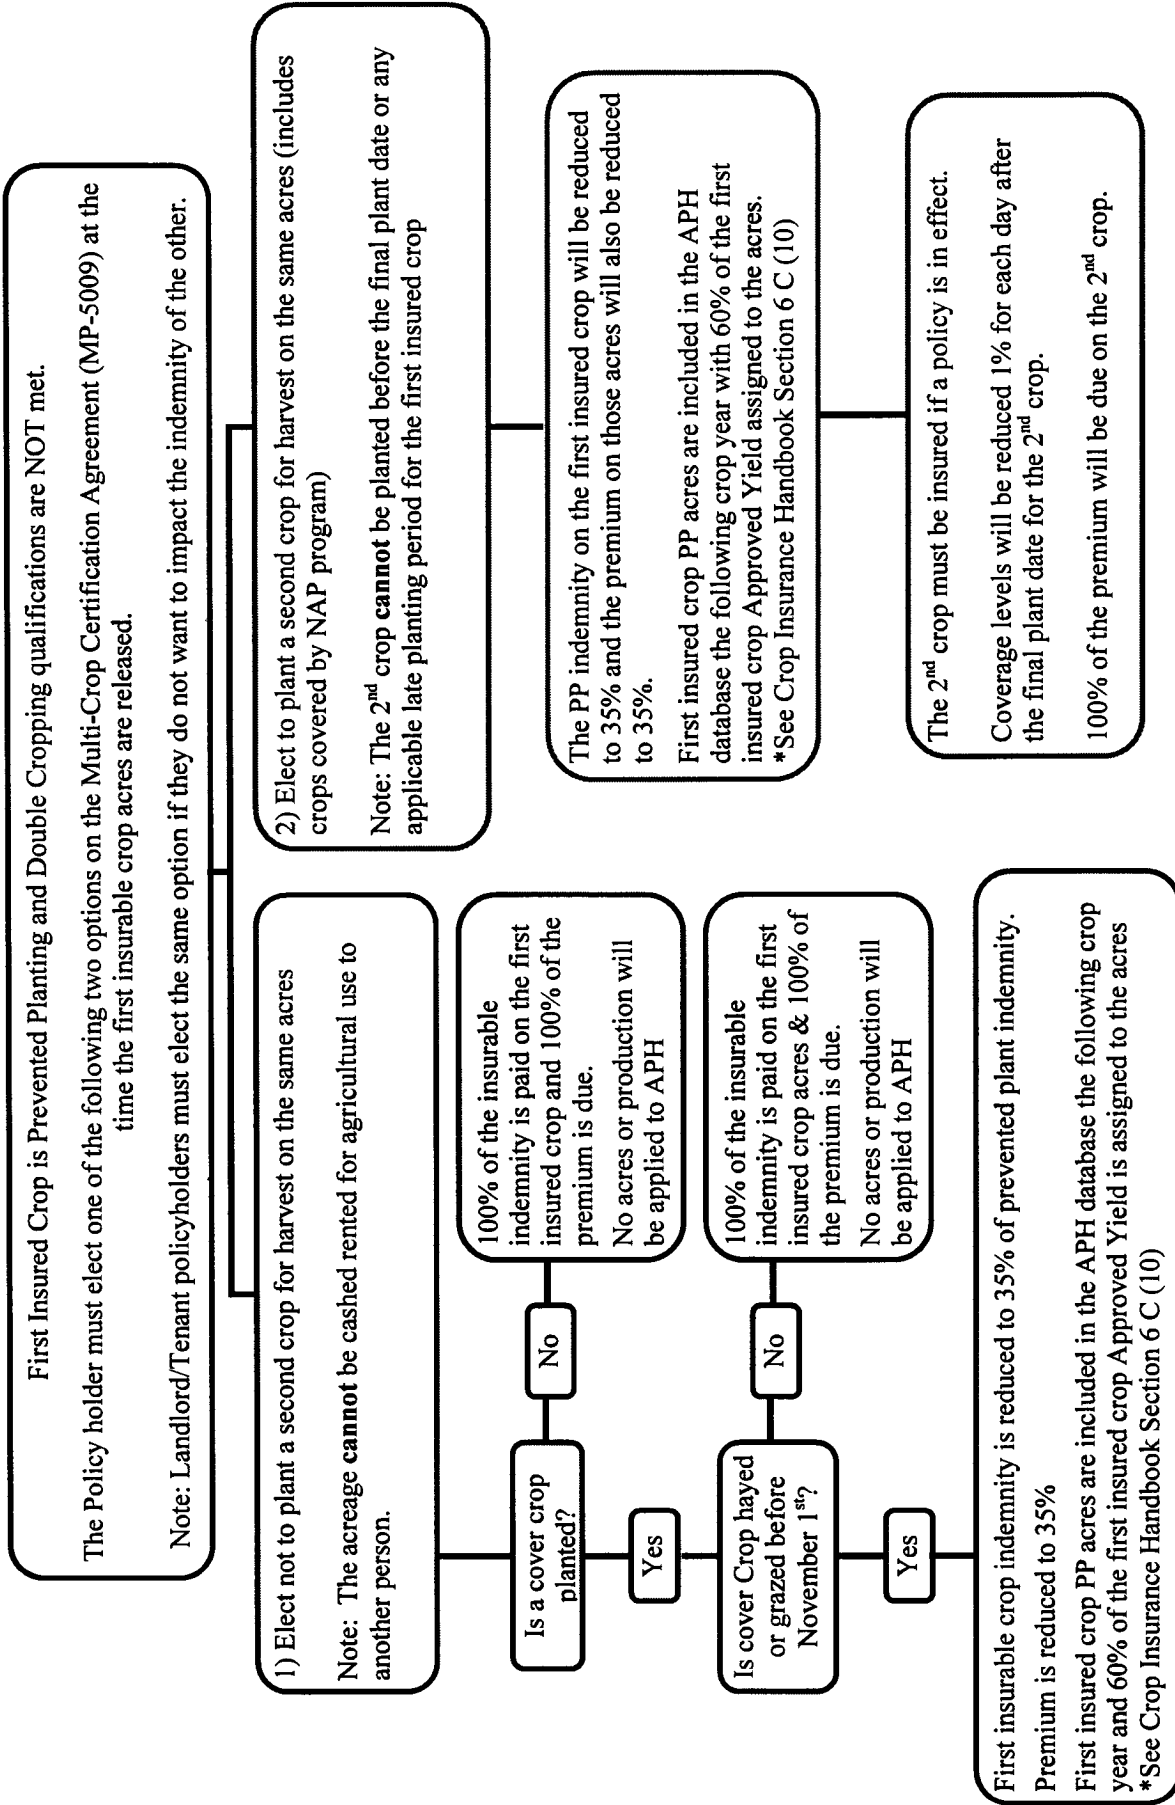 First Insured Crop is Prevented Planting and Double Cropping qualifications are NOT met.
The Policy holder must elect one of the following two options on the Multi-Crop Certification Agreement (MP-5009) at the
time the first insurable crop acres are released.
Note: Landlord/Tenant policyholders must elect the same option if they do not want to impact the indemnity of the other.
1) Elect not to plant a second crop for harvest on the same acres
Note: The acreage cannot be cashed rented for agricultural use to
another person.
Is a cover crop
planted?
No
100% of the insurable
indemnity is paid on the first
insured crop and 100% of the
premium is due.
No acres or production will
be applied to APH
Yes
Is cover Crop hayed
or grazed before
November 1st?
No
100% of the insurable
indemnity is paid on the first
insured crop acres & 100% of
the premium is due.
No acres or production will
be applied to APH
Yes
First insurable crop indemnity is reduced to 35% of prevented plant indemnity.
Premium is reduced to 35%
First insured crop PP acres are included in the APH database the following crop
year and 60% of the first insured crop Approved Yield is assigned to the acres
*See Crop Insurance Handbook Section 6 C (10)
2) Elect to plant a second crop for harvest on the same acres (includes
crops covered by NAP program)
Note: The 2nd crop cannot be planted before the final plant date or any
applicable late planting period for the first insured crop
The PP indemnity on the first insured crop will be reduced
to 35% and the premium on those acres will also be reduced
to 35%.
First insured crop PP acres are included in the APH
database the following crop year with 60% of the first
insured crop Approved Yield assigned to the acres.
*See Crop Insurance Handbook Section 6 C (10)
The 2nd crop must be insured if a policy is in effect.
Coverage levels will be reduced 1% for each day after
the final plant date for the 2nd crop.
100% of the premium will be due on the 2nd crop.